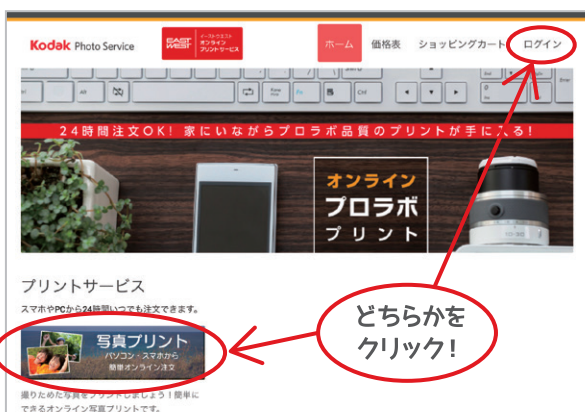 Kodak Photo Service
EAST WEST
イーストウエスト
オンライン
プリントサービス
ホーム 価格表 ショッピングカート ログイン
24時間注文OK! 家にいながらプロラボ品質のプリントが手に入る!
オンライン
プロラボ
プリント
プリントサービス
スマホやPCから24時間いつでも注文できます。
どちらかを
クリック!
写真プリント
パソコン・スマホから
簡単オンライン注文
撮りためた写真をプリントしましょう!簡単に
できるオンライン写真プリントです。